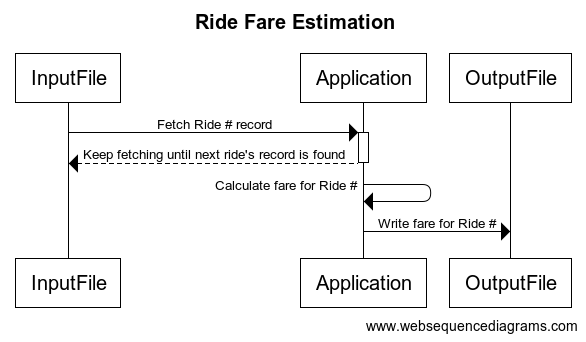 Ride Fare Estimation
InputFile
Application
OutputFile
Fetch Ride # record
Keep fetching until next ride's record is found
Calculate fare for Ride #
Write fare for Ride #
InputFile
Application
OutputFile
www.websequencediagrams.com